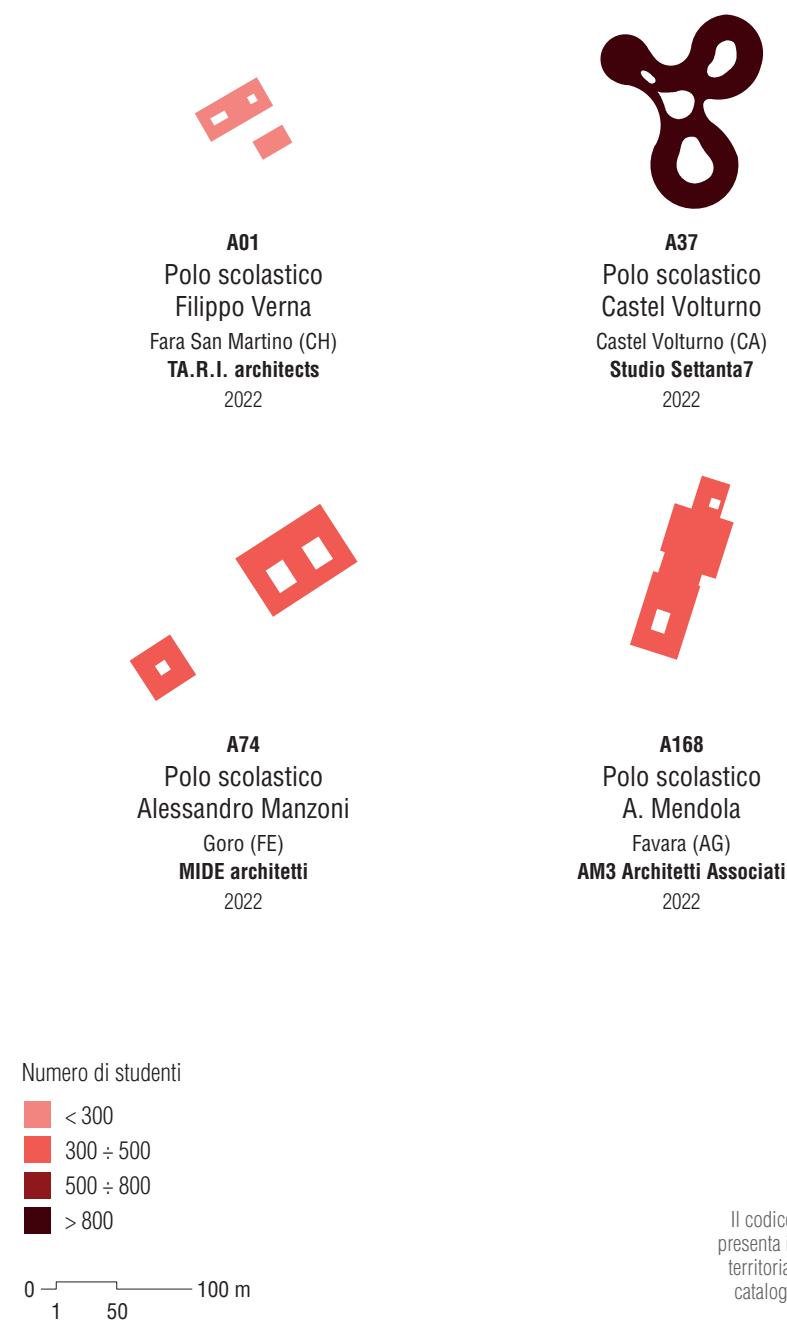 A01
Polo scolastico
Filippo Verna
Fara San Martino (CH)
TA.R.I. architects
2022
A37
Polo scolastico
Castel Volturno
Castel Volturno (CA)
Studio Settanta7
2022
A74
Polo scolastico
Alessandro Manzoni
Goro (FE)
MIDE architetti
2022
A168
Polo scolastico
A. Mendola
Favara (AG)
AM3 Architetti Associati
2022
Numero di studenti
< 300
300 ÷ 500
500 ÷ 800
> 800
0 100 m
1 50
Il
presenta